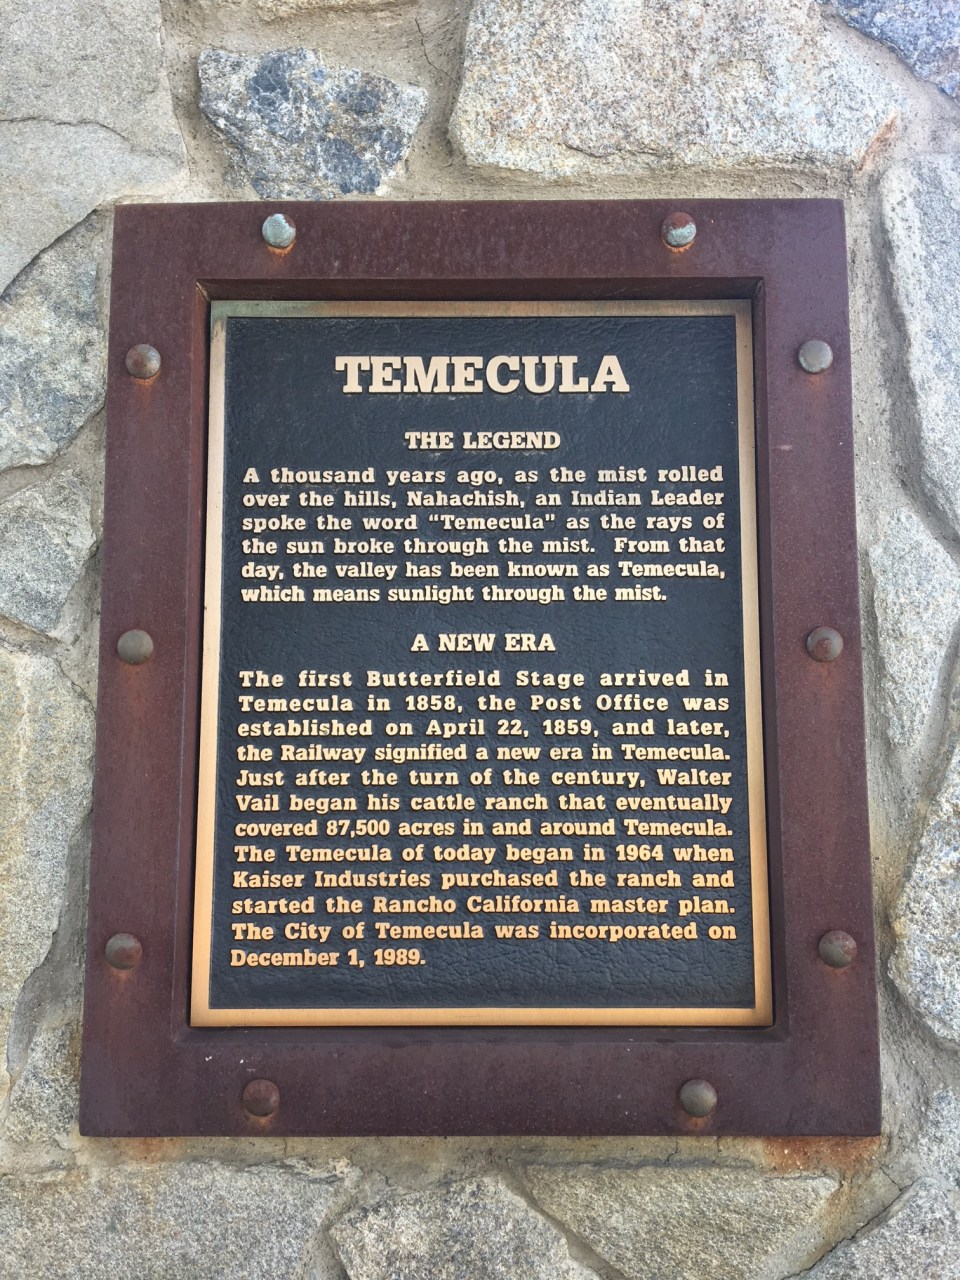 TEMECULA
THE LEGEND
A thousand years ago, as the mist rolled
over the hills, Nahachish, an Indian Leader
spoke the word “Temecula” as the rays of
the sun broke through the mist. From that
day, the valley has been known as Temecula,
which means sunlight through the mist.
A NEW ERA
The first Butterfield Stage arrived in
Temecula in 1858, the Post Office was
established on April 22, 1859, and later,
the Railway signified a new era in Temecula.
Just after the turn of the century, Walter
Vail began his cattle ranch that eventually
covered 87,500 acres in and around Temecula.
The Temecula of today began in 1964 when
Kaiser Industries purchased the ranch and
started the Rancho California master plan.
The City of Temecula was incorporated on
December 1, 1989.